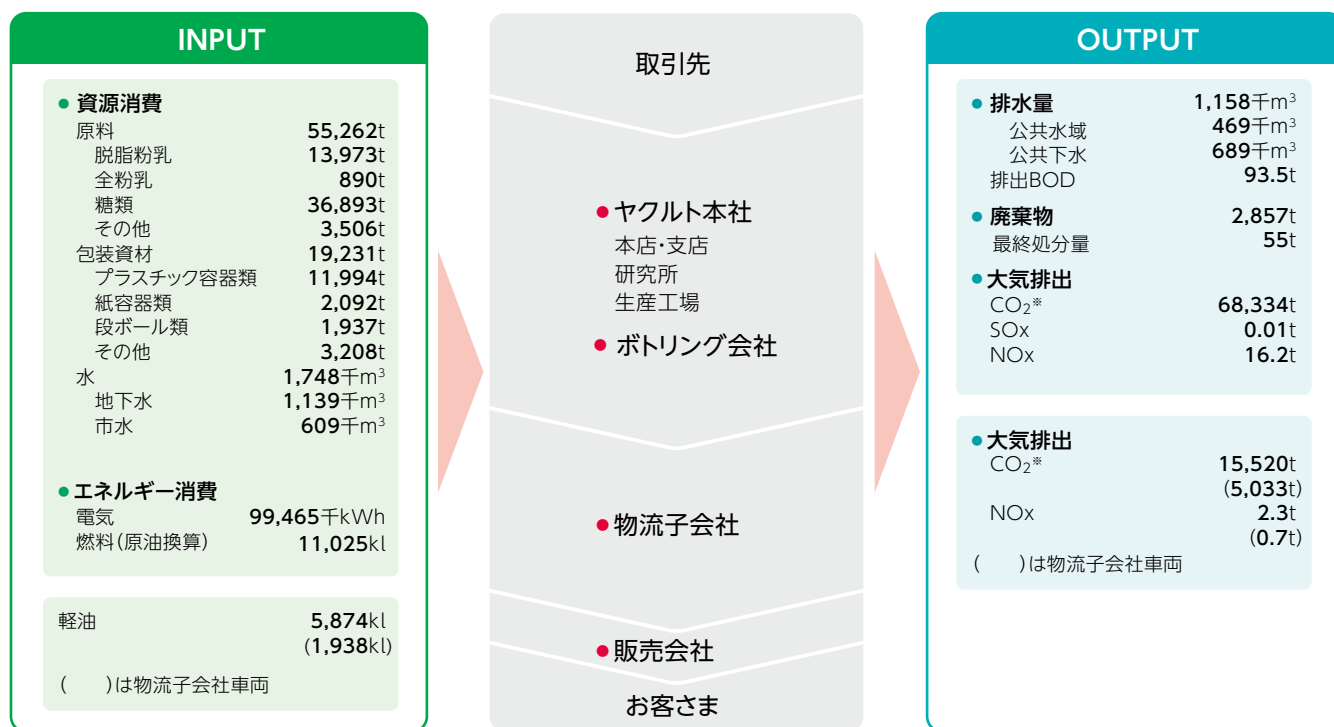 INPUT
● 資源消費
原料 55,262t
脱脂粉乳 13,973t
全粉乳 890t
糖類 36,893t
その他 3,506t
包装資材 19,231t
プラスチック容器類 11,994t
紙容器類 2,092t
段ボール類 1,937t
その他 3,208t
水 1,748千m³
地下水 1,139千m³
市水 609千m³
● エネルギー消費
電気 99,465千kWh
燃料(原油換算) 11,025kl
軽油 5,874kl
(1,938kl)
(　　)は物流子会社車両
取引先
● ヤクルト本社
本店・支店
研究所
生産工場
● ボトリング会社
● 物流子会社
● 販売会社
お客さま
OUTPUT
● 排水量 1,158千m³
公共水域 469千m³
公共下水 689千m³
排出BOD 93.5t
● 廃棄物 2,857t
最終処分量 55t
● 大気排出
CO₂※ 68,334t
SOx 0.01t
NOx 16.2t
● 大気排出
CO₂※ 15,520t
(5,033t)
NOx 2.3t
(0.7t)
(　　)は物流子会社車両